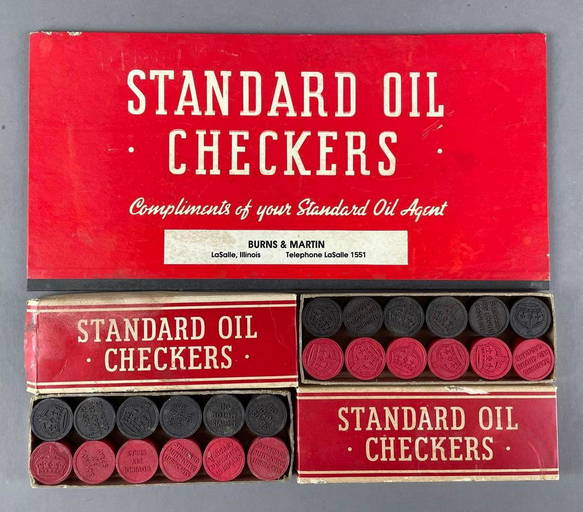 STANDARD OIL
· CHECKERS ·
Compliments of your Standard Oil Agent
BURNS & MARTIN
LaSalle, Illinois Telephone LaSalle 1551
STANDARD OIL
· CHECKERS ·
STANDARD OIL
· CHECKERS ·